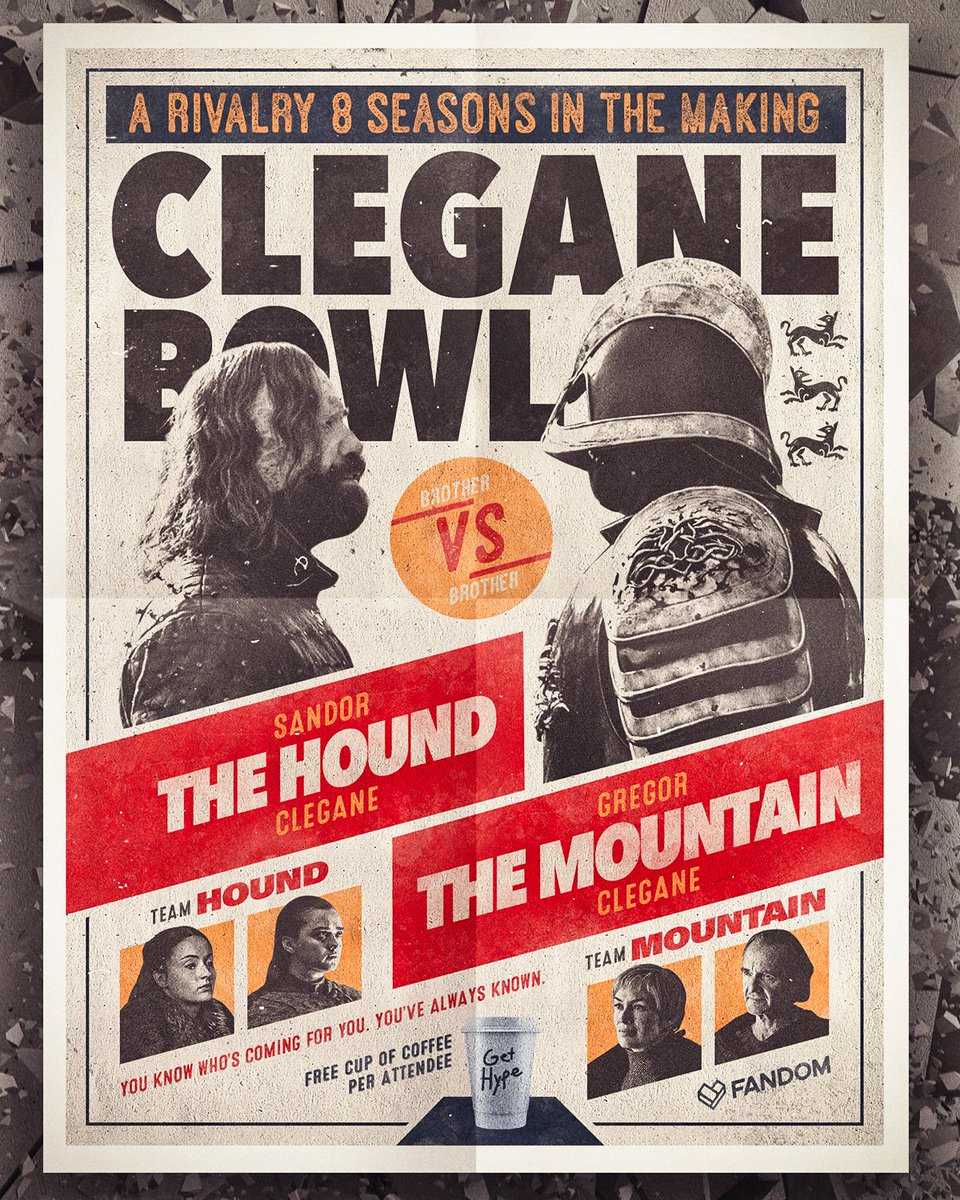 A RIVALRY 8 SEASONS IN THE MAKING
CLEGANE
BOWL
BROTHER
VS
BROTHER
SANDOR
THE HOUND
CLEGANE
GREGOR
THE MOUNTAIN
CLEGANE
TEAM HOUND
TEAM MOUNTAIN
YOU KNOW WHO'S COMING FOR YOU. YOU'VE ALWAYS KNOWN.
FREE CUP OF COFFEE
PER ATTENDEE
Get
Hype
FANDOM